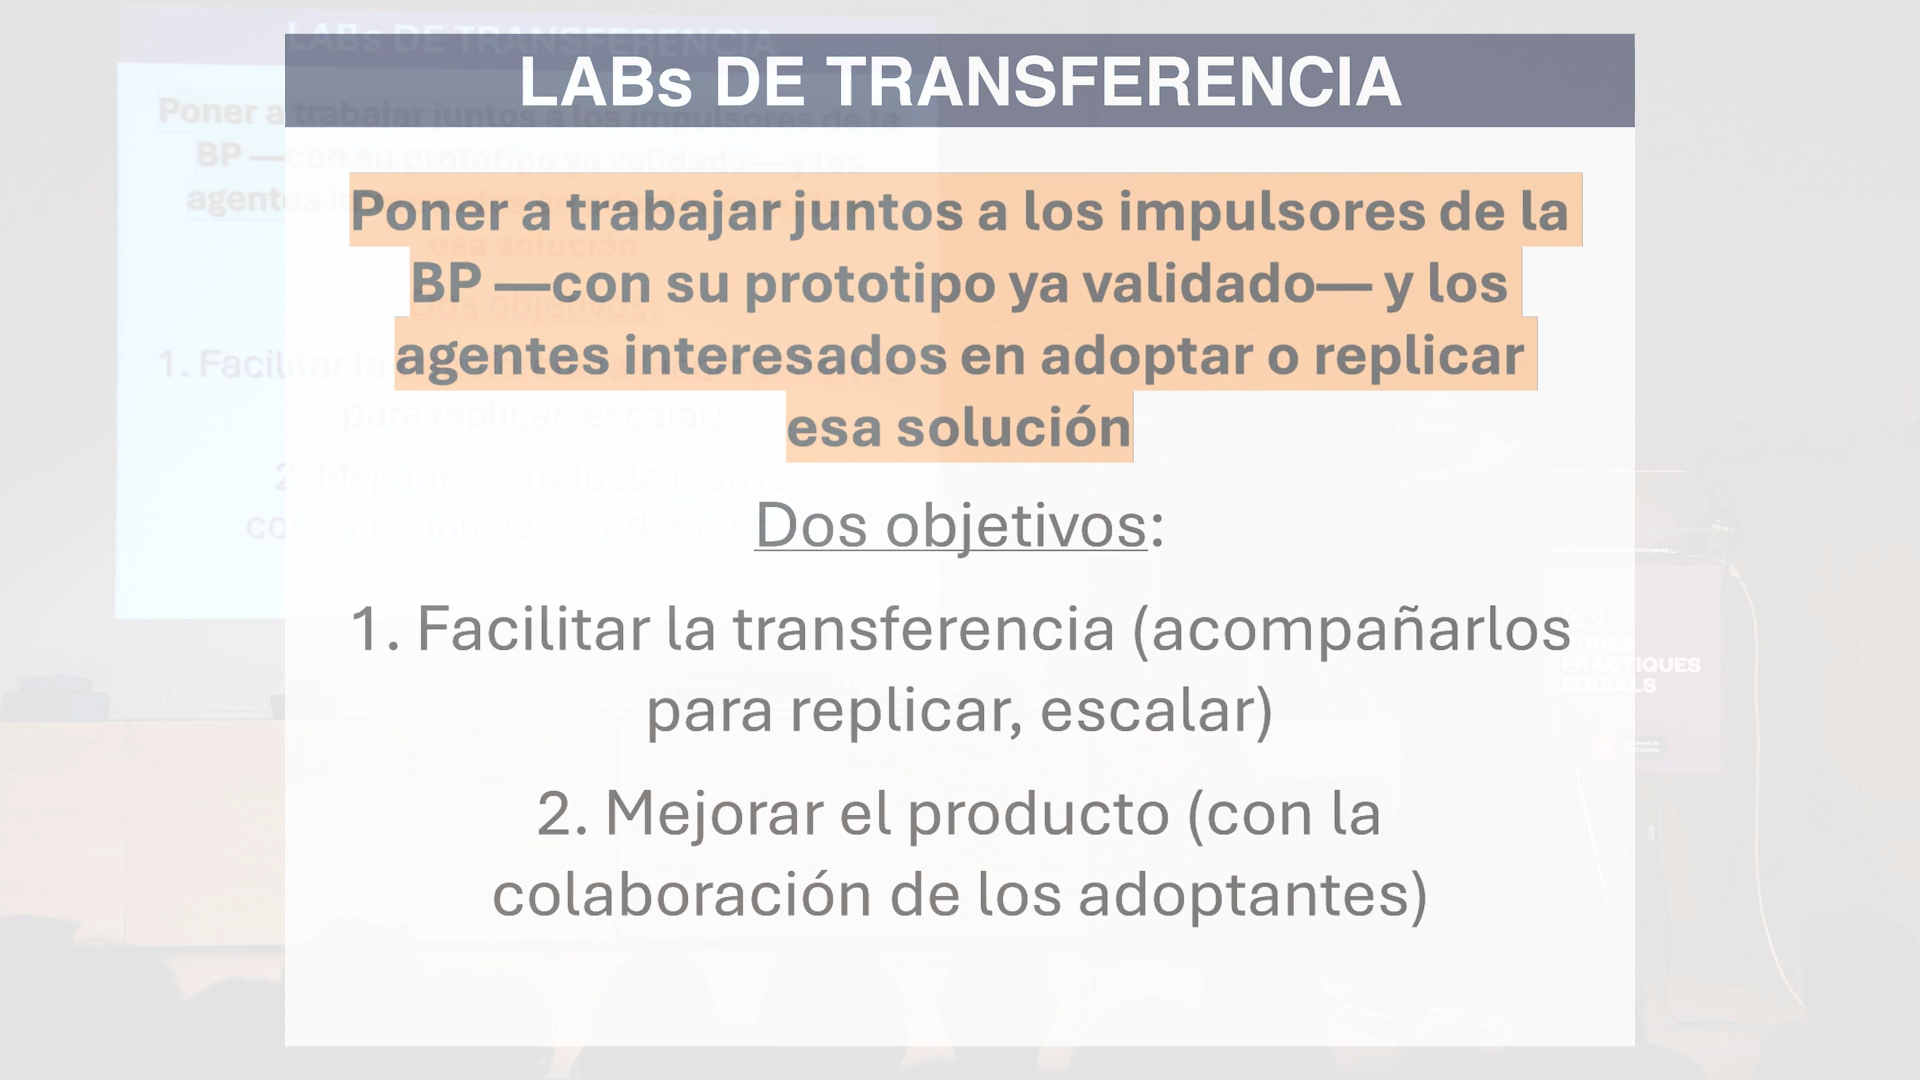 LABs DE TRANSFERENCIA
Poner a trabajar juntos a los impulsores de la
BP —con su prototipo ya validado— y los
agentes interesados en adoptar o replicar
esa solución
Dos objetivos:
1. Facilitar la transferencia (acompañarlos
para replicar, escalar)
2. Mejorar el producto (con la
colaboración de los adoptantes)
PRÀCTIQUES
SOCIALS